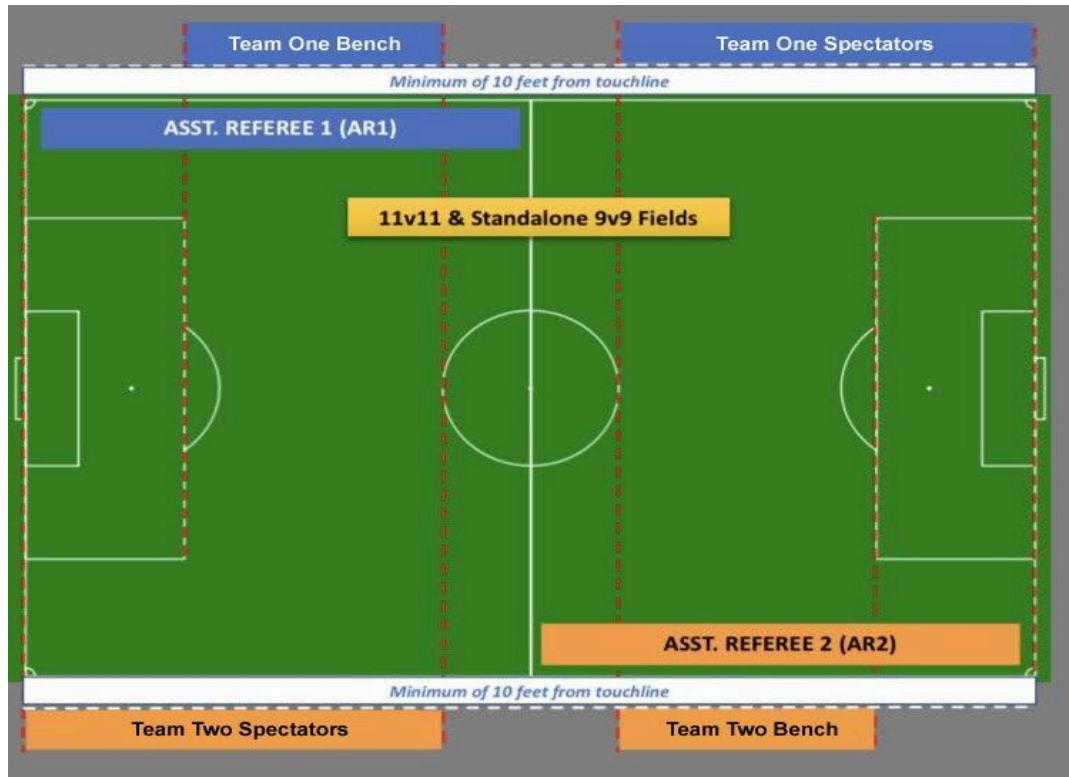 Team One Bench
Team One Spectators
Minimum of 10 feet from touchline
ASST. REFEREE 1 (AR1)
11v11 & Standalone 9v9 Fields
ASST. REFEREE 2 (AR2)
Minimum of 10 feet from touchline
Team Two Spectators
Team Two Bench